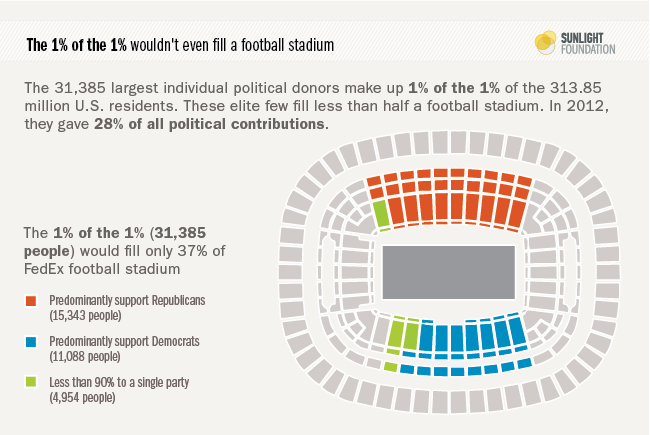 The 1% of the 1% wouldn't even fill a football stadium
SUNLIGHT
FOUNDATION
The 31,385 largest individual political donors make up 1% of the 1% of the 313.85
million U.S. residents. These elite few fill less than half a football stadium. In 2012,
they gave 28% of all political contributions.
The 1% of the 1% (31,385
people) would fill only 37% of
FedEx football stadium
Predominantly support Republicans
(15,343 people)
Predominantly support Democrats
(11,088 people)
Less than 90% to a single party
(4,954 people)